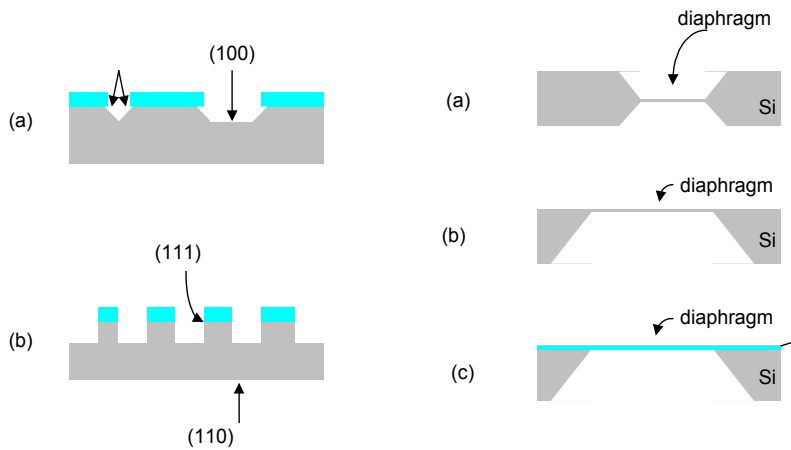 (100)
(a)
(111)
(b)
(110)
diaphragm
(a)
Si
diaphragm
(b)
Si
diaphragm
(c)
Si